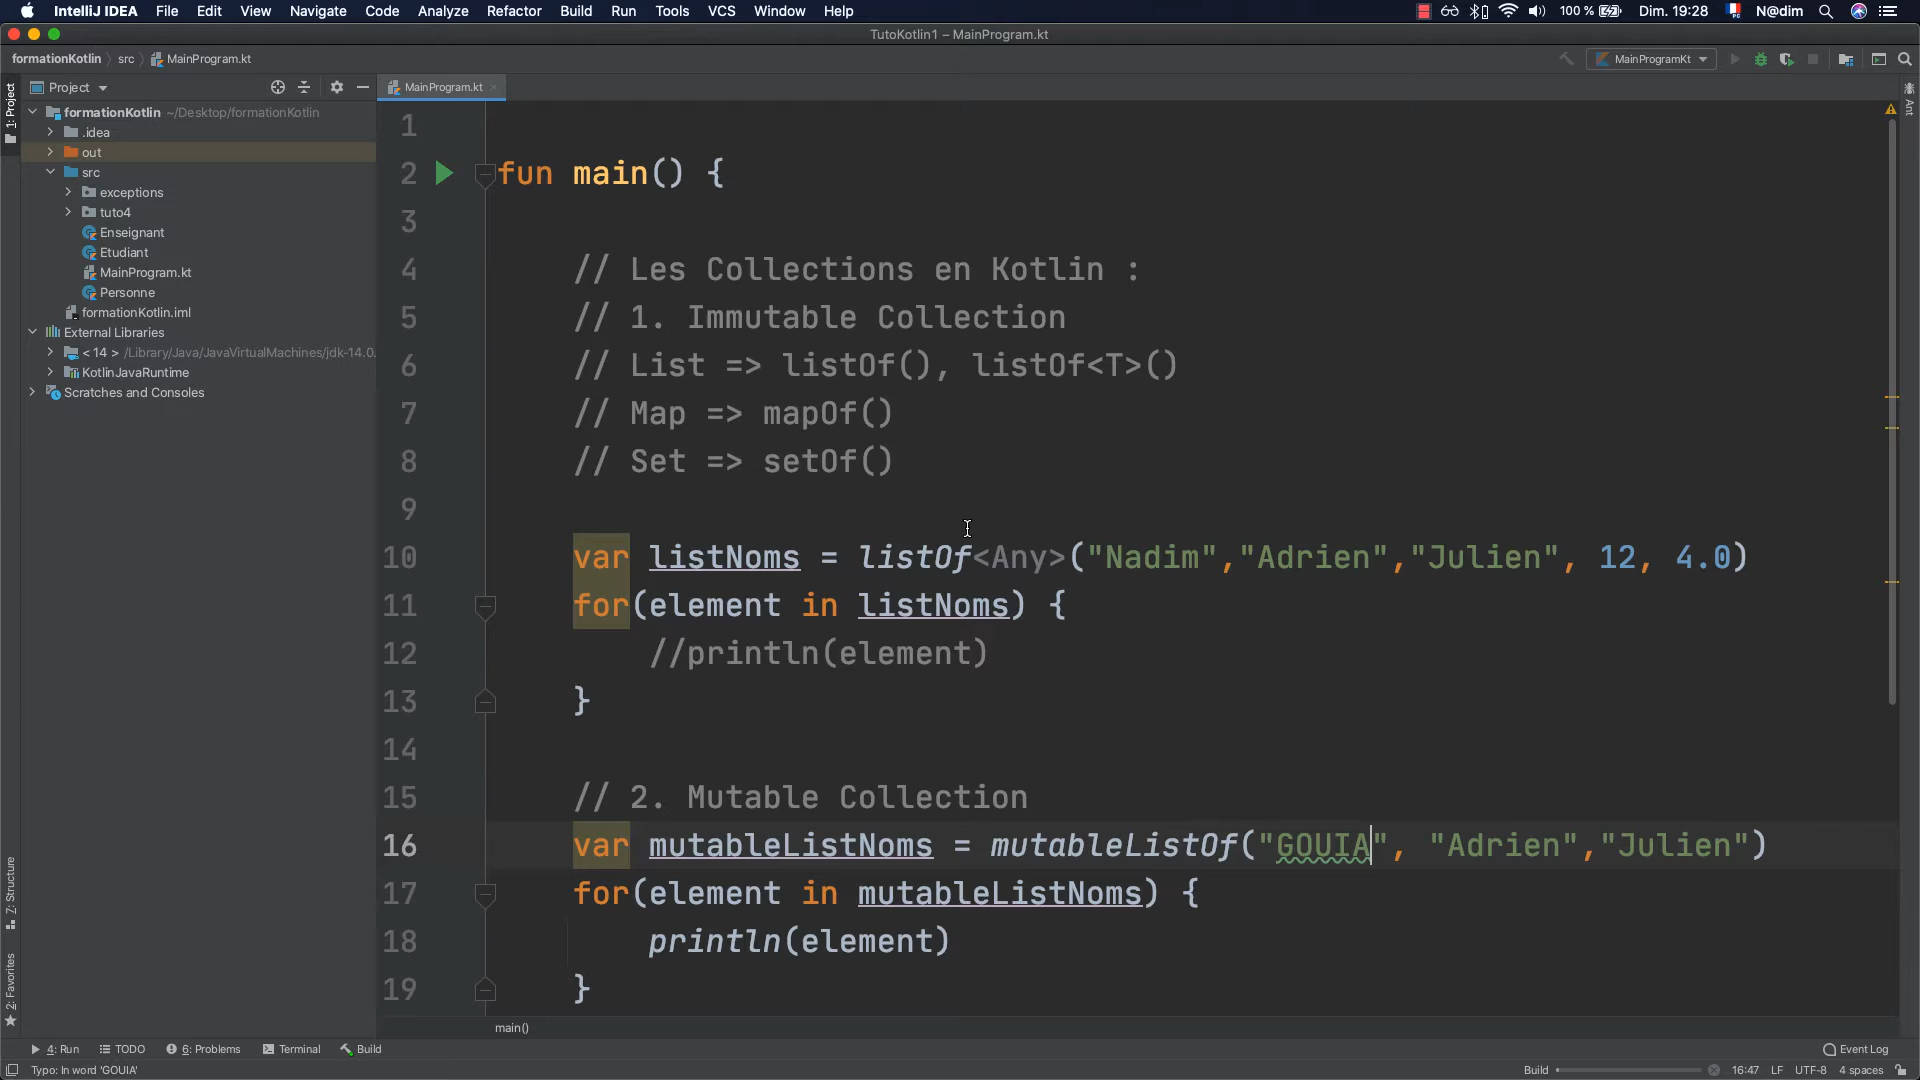 IntelliJ IDEA File Edit View Navigate Code Analyze Refactor Build Run Tools VCS Window Help 100 % Dim. 19:28 N@dim
TutoKotlin1 – MainProgram.kt
formationKotlin src MainProgram.kt MainProgramKt
Project MainProgram.kt
1: Project
Ant
formationKotlin ~/Desktop/formationKotlin
.idea
out
src
exceptions
tuto4
Enseignant
Etudiant
MainProgram.kt
Personne
formationKotlin.iml
External Libraries
< 14 > /Library/Java/JavaVirtualMachines/jdk-14.0.
KotlinJavaRuntime
Scratches and Consoles
Z: Structure
2: Favorites
1
2 fun main() {
3
4 // Les Collections en Kotlin :
5 // 1. Immutable Collection
6 // List => listOf(), listOf<T>()
7 // Map => mapOf()
8 // Set => setOf()
9
10 var listNoms = listOf<Any>("Nadim","Adrien","Julien", 12, 4.0)
11 for(element in listNoms) {
12 //println(element)
13 }
14
15 // 2. Mutable Collection
16 var mutableListNoms = mutableListOf("GOUIA", "Adrien","Julien")
17 for(element in mutableListNoms) {
18 println(element)
19 }
main()
4: Run TODO 6: Problems Terminal Build Event Log
Typo: In word 'GOUIA' Build 16:47 LF UTF-8 4 spaces